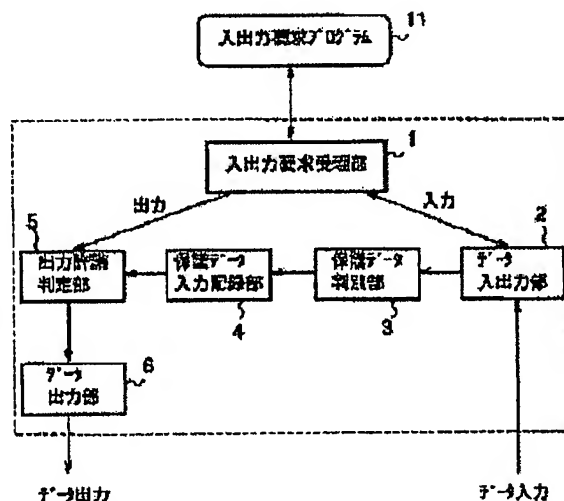 11
入出力要求プログラム
1
入出力要求受理部
出力
入力
5
2
出力許諾
判定部
保護データ
入力記録部
保護データ
判別部
データ
入出力部
4
3
データ
出力部
6
データ出力
データ入力